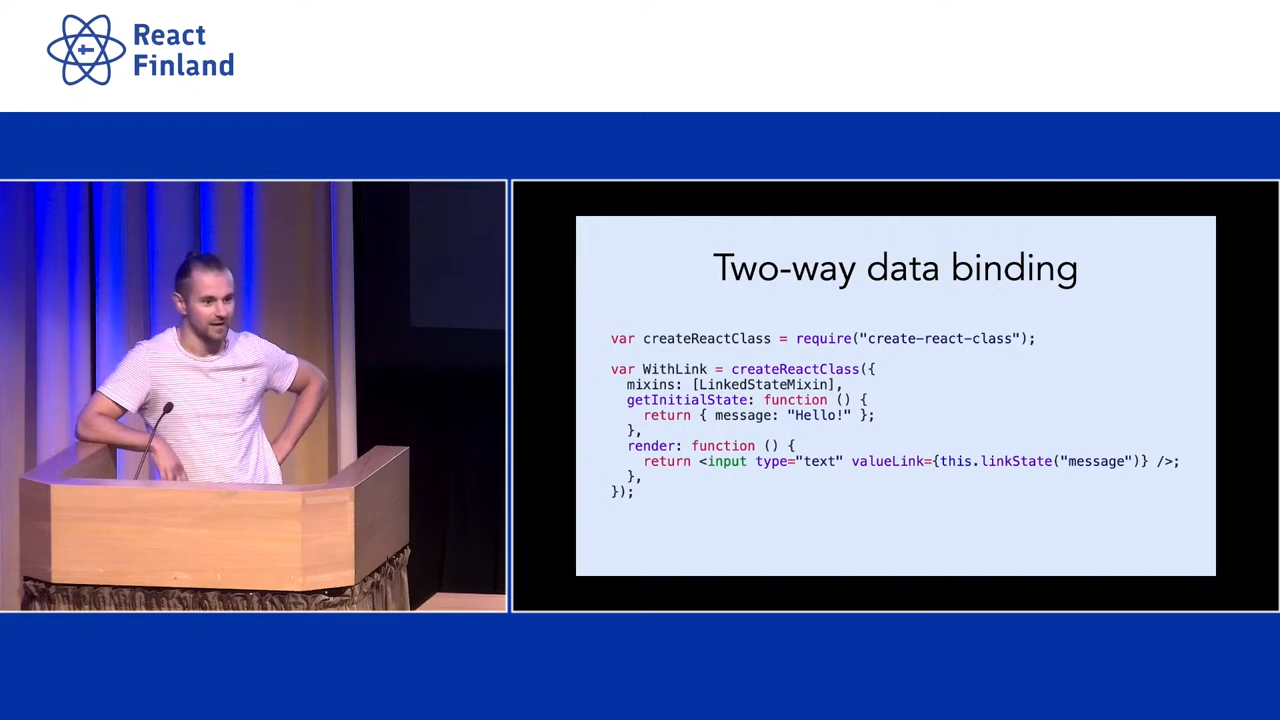 React
Finland
Two-way data binding
var createReactClass = require("create-react-class");
var WithLink = createReactClass({
  mixins: [LinkedStateMixin],
  getInitialState: function () {
    return { message: "Hello!" };
  },
  render: function () {
    return <input type="text" valueLink={this.linkState("message")} />;
  },
});